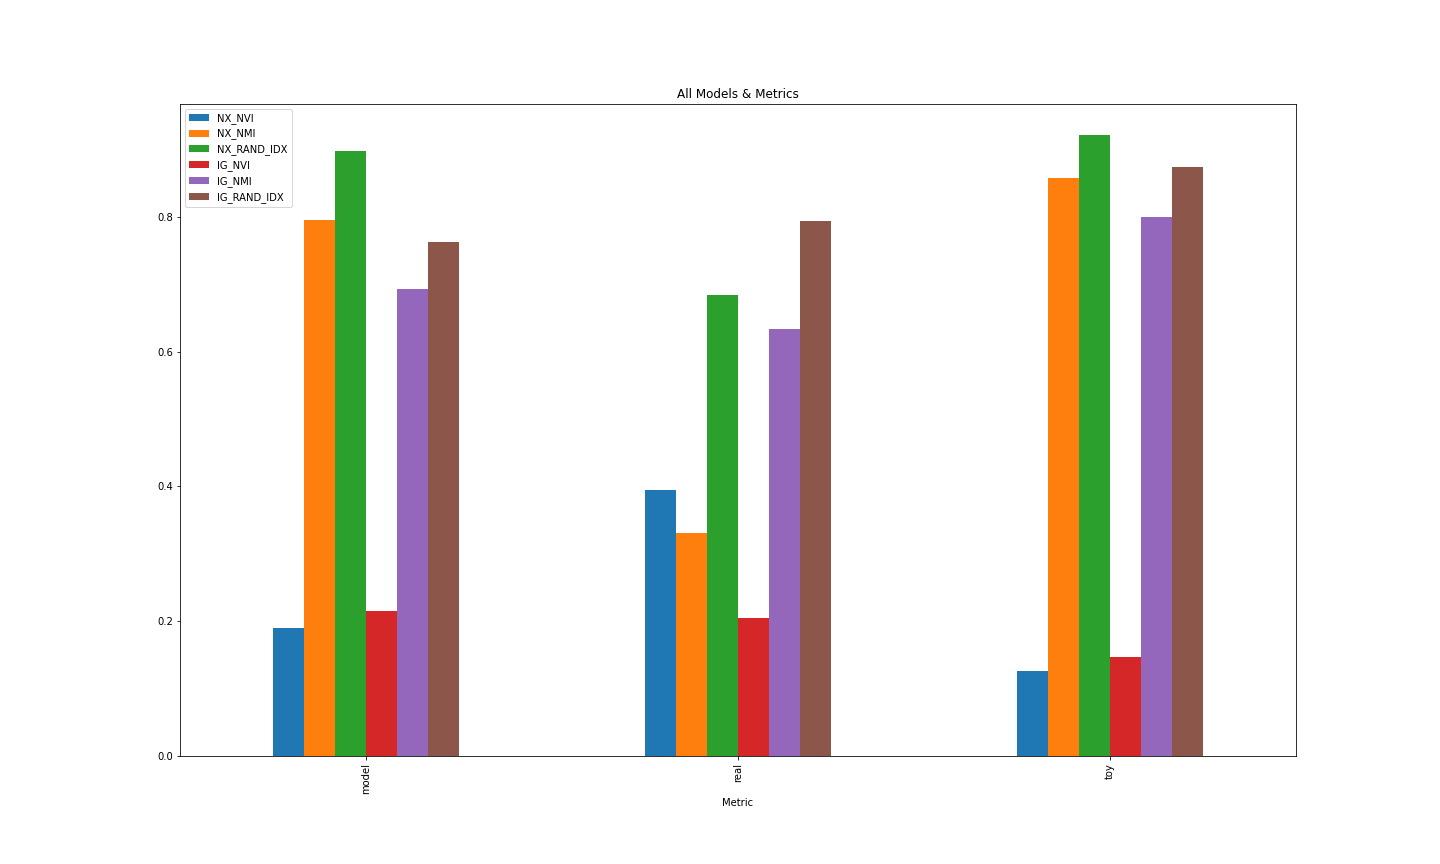 All Models & Metrics
NX_NVI
NX_NMI
NX_RAND_IDX
IG_NVI
IG_NMI
IG_RAND_IDX
0.8
0.6
0.4
0.2
0.0
model
real
toy
Metric